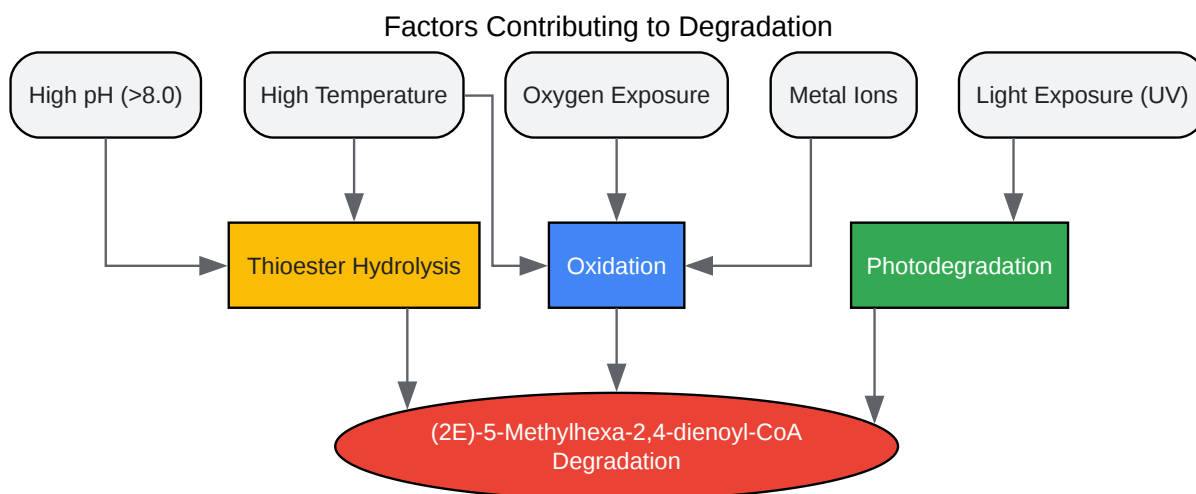 Factors Contributing to Degradation
High pH (>8.0)
High Temperature
Oxygen Exposure
Metal Ions
Light Exposure (UV)
Thioester Hydrolysis
Oxidation
Photodegradation
(2E)-5-Methylhexa-2,4-dienoyl-CoA
Degradation